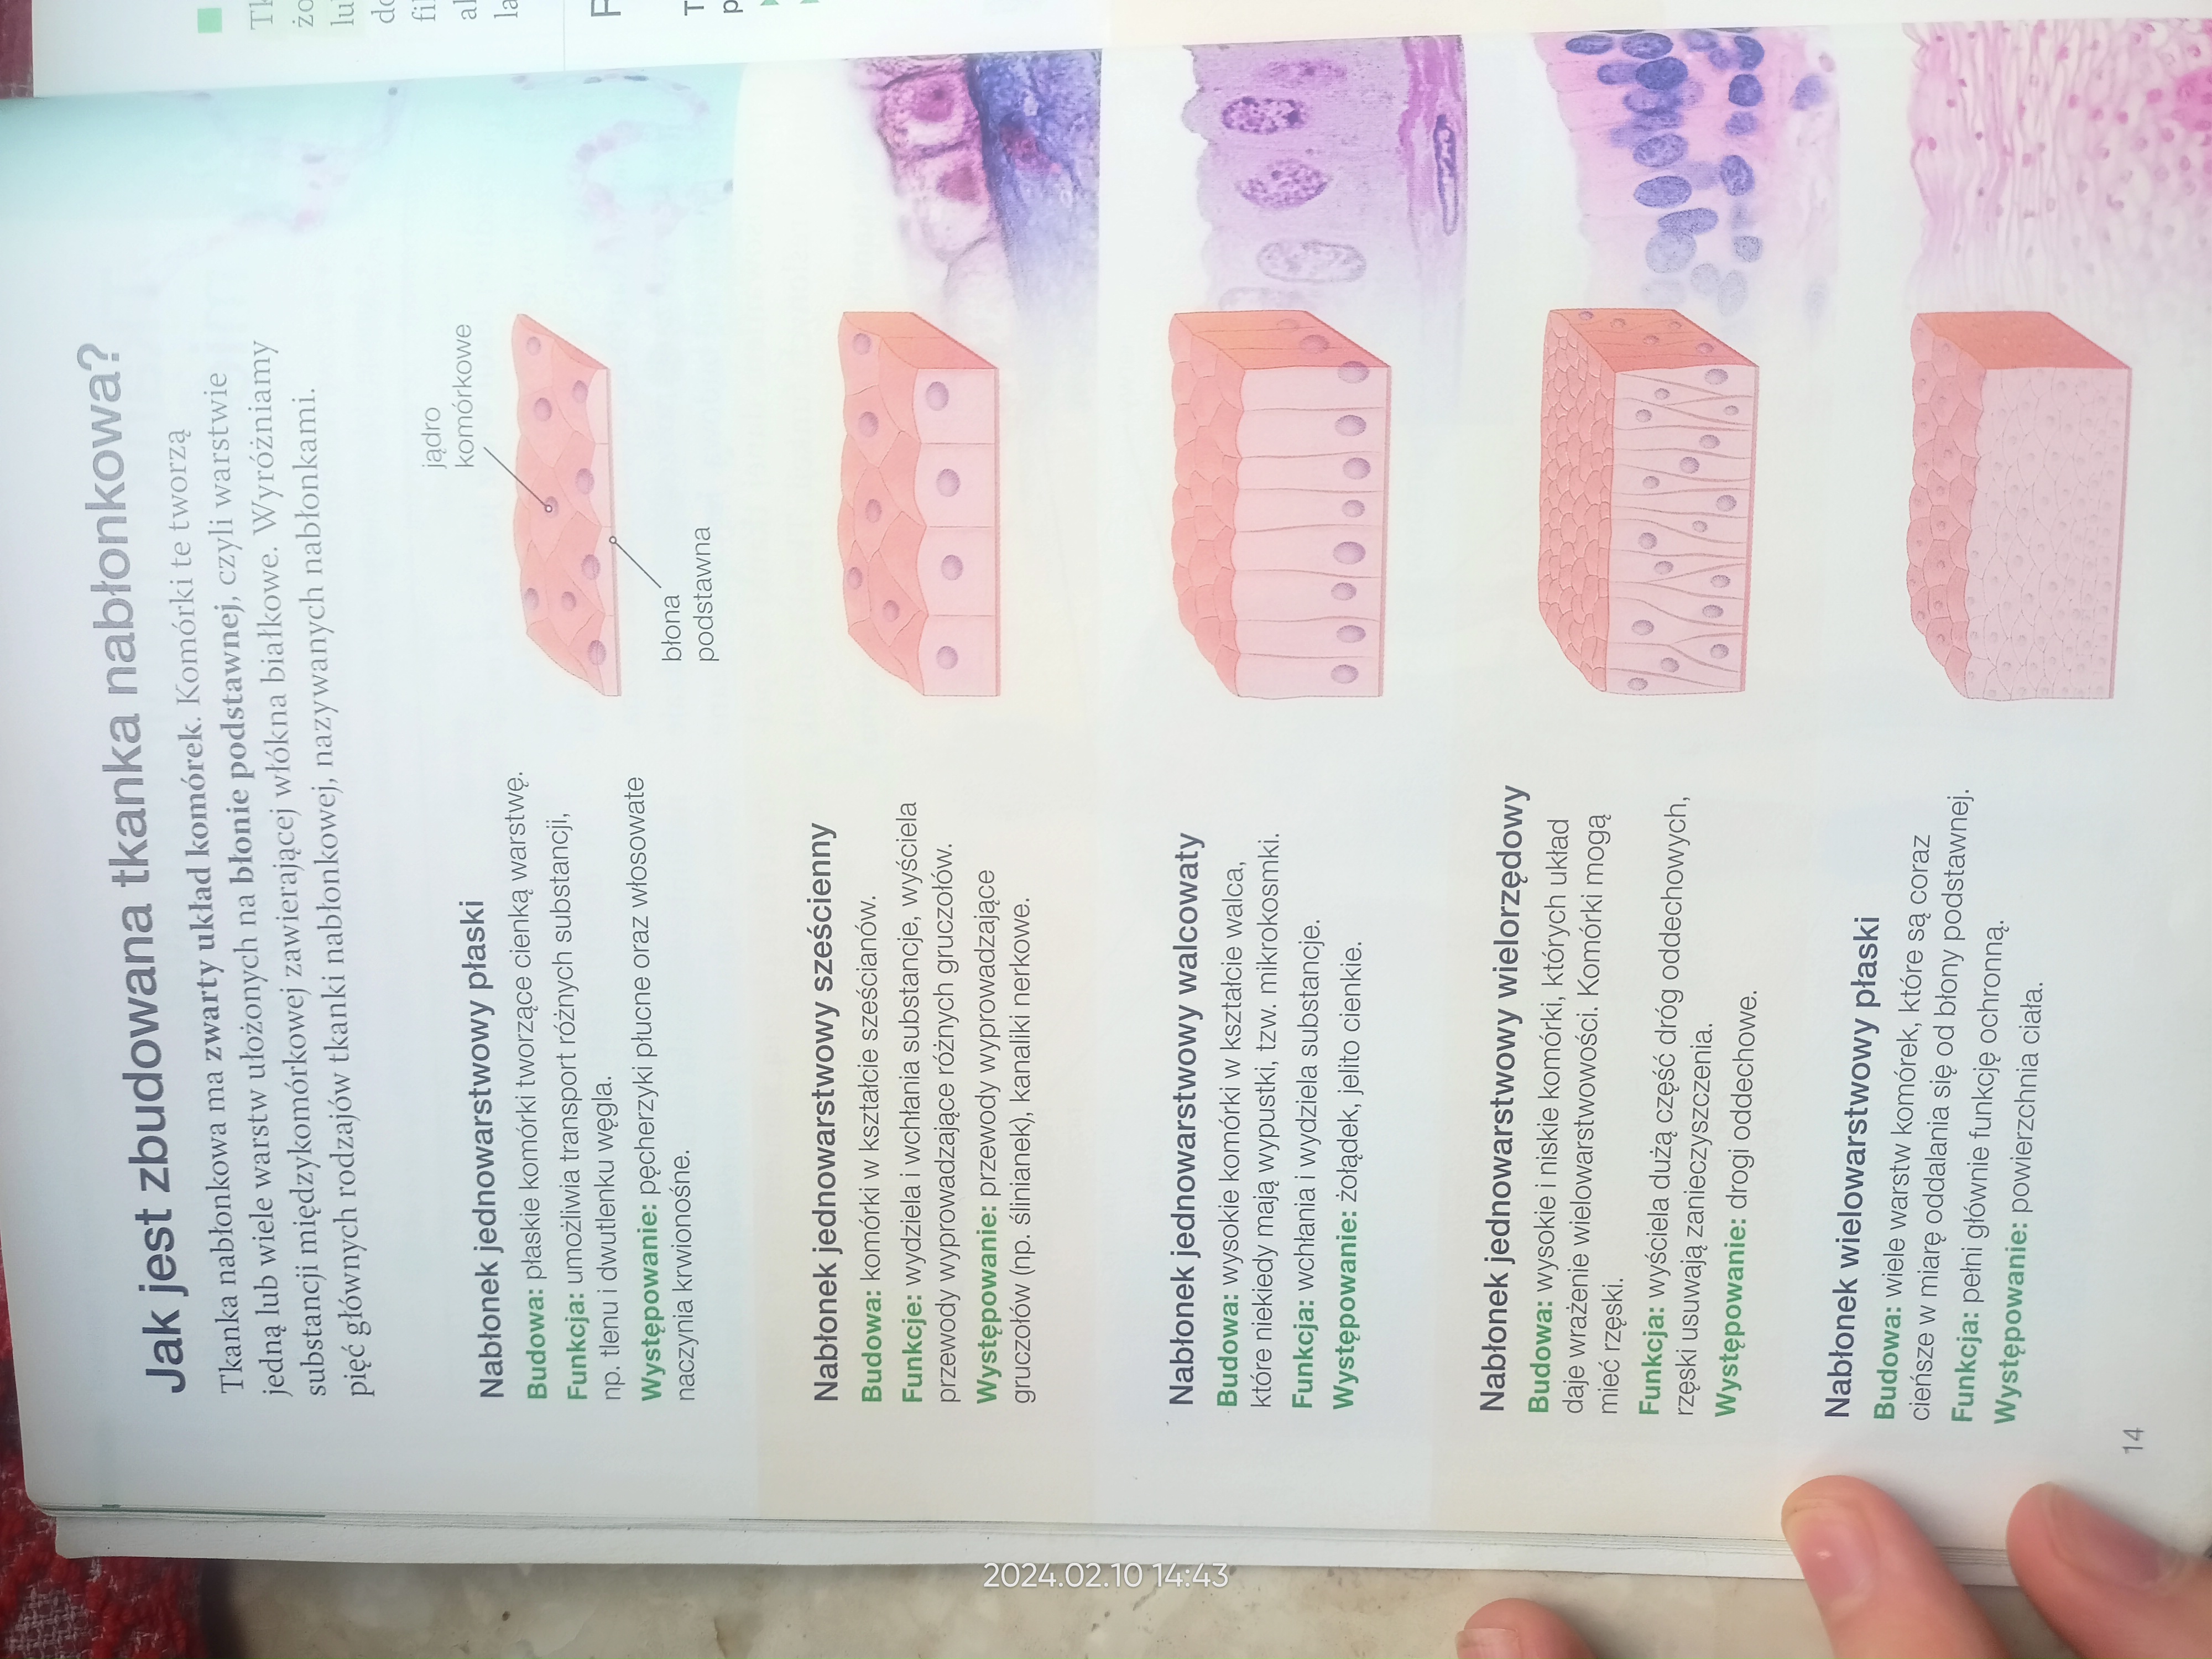 Jak jest zbudowana tkanka nabłonkowa?
Tkanka nabłonkowa ma zwarty układ komórek. Komórki te tworzą
jedną lub wiele warstw ułożonych na błonie podstawnej, czyli warstwie
substancji międzykomórkowej zawierającej włókna białkowe. Wyróżniamy
pięć głównych rodzajów tkanki nabłonkowej, nazywanych nabłonkami.
Nabłonek jednowarstwowy płaski
Budowa: płaskie komórki tworzące cienką warstwę.
Funkcja: umożliwia transport różnych substancji,
np. tlenu i dwutlenku węgla.
Występowanie: pęcherzyki płucne oraz włosowate
naczynia krwionośne.
jądro
komórkowe
błona
podstawna
Nabłonek jednowarstwowy sześcienny
Budowa: komórki w kształcie sześcianów.
Funkcje: wydziela i wchłania substancje, wyściela
przewody wyprowadzające różnych gruczołów.
Występowanie: przewody wyprowadzające
gruczołów (np. ślinianek), kanaliki nerkowe.
Nabłonek jednowarstwowy walcowaty
Budowa: wysokie komórki w kształcie walca,
które niekiedy mają wypustki, tzw. mikrokosmki.
Funkcja: wchłania i wydziela substancje.
Występowanie: żołądek, jelito cienkie.
Nabłonek jednowarstwowy wielorzędowy
Budowa: wysokie i niskie komórki, których układ
daje wrażenie wielowarstwowości. Komórki mogą
mieć rzęski.
Funkcja: wyściela dużą część dróg oddechowych,
rzęski usuwają zanieczyszczenia.
Występowanie: drogi oddechowe.
Nabłonek wielowarstwowy płaski
Budowa: wiele warstw komórek, które są coraz
cieńsze w miarę oddalania się od błony podstawnej.
Funkcja: pełni głównie funkcję ochronną.
Występowanie: powierzchnia ciała.
14
2024.02.10 14:43